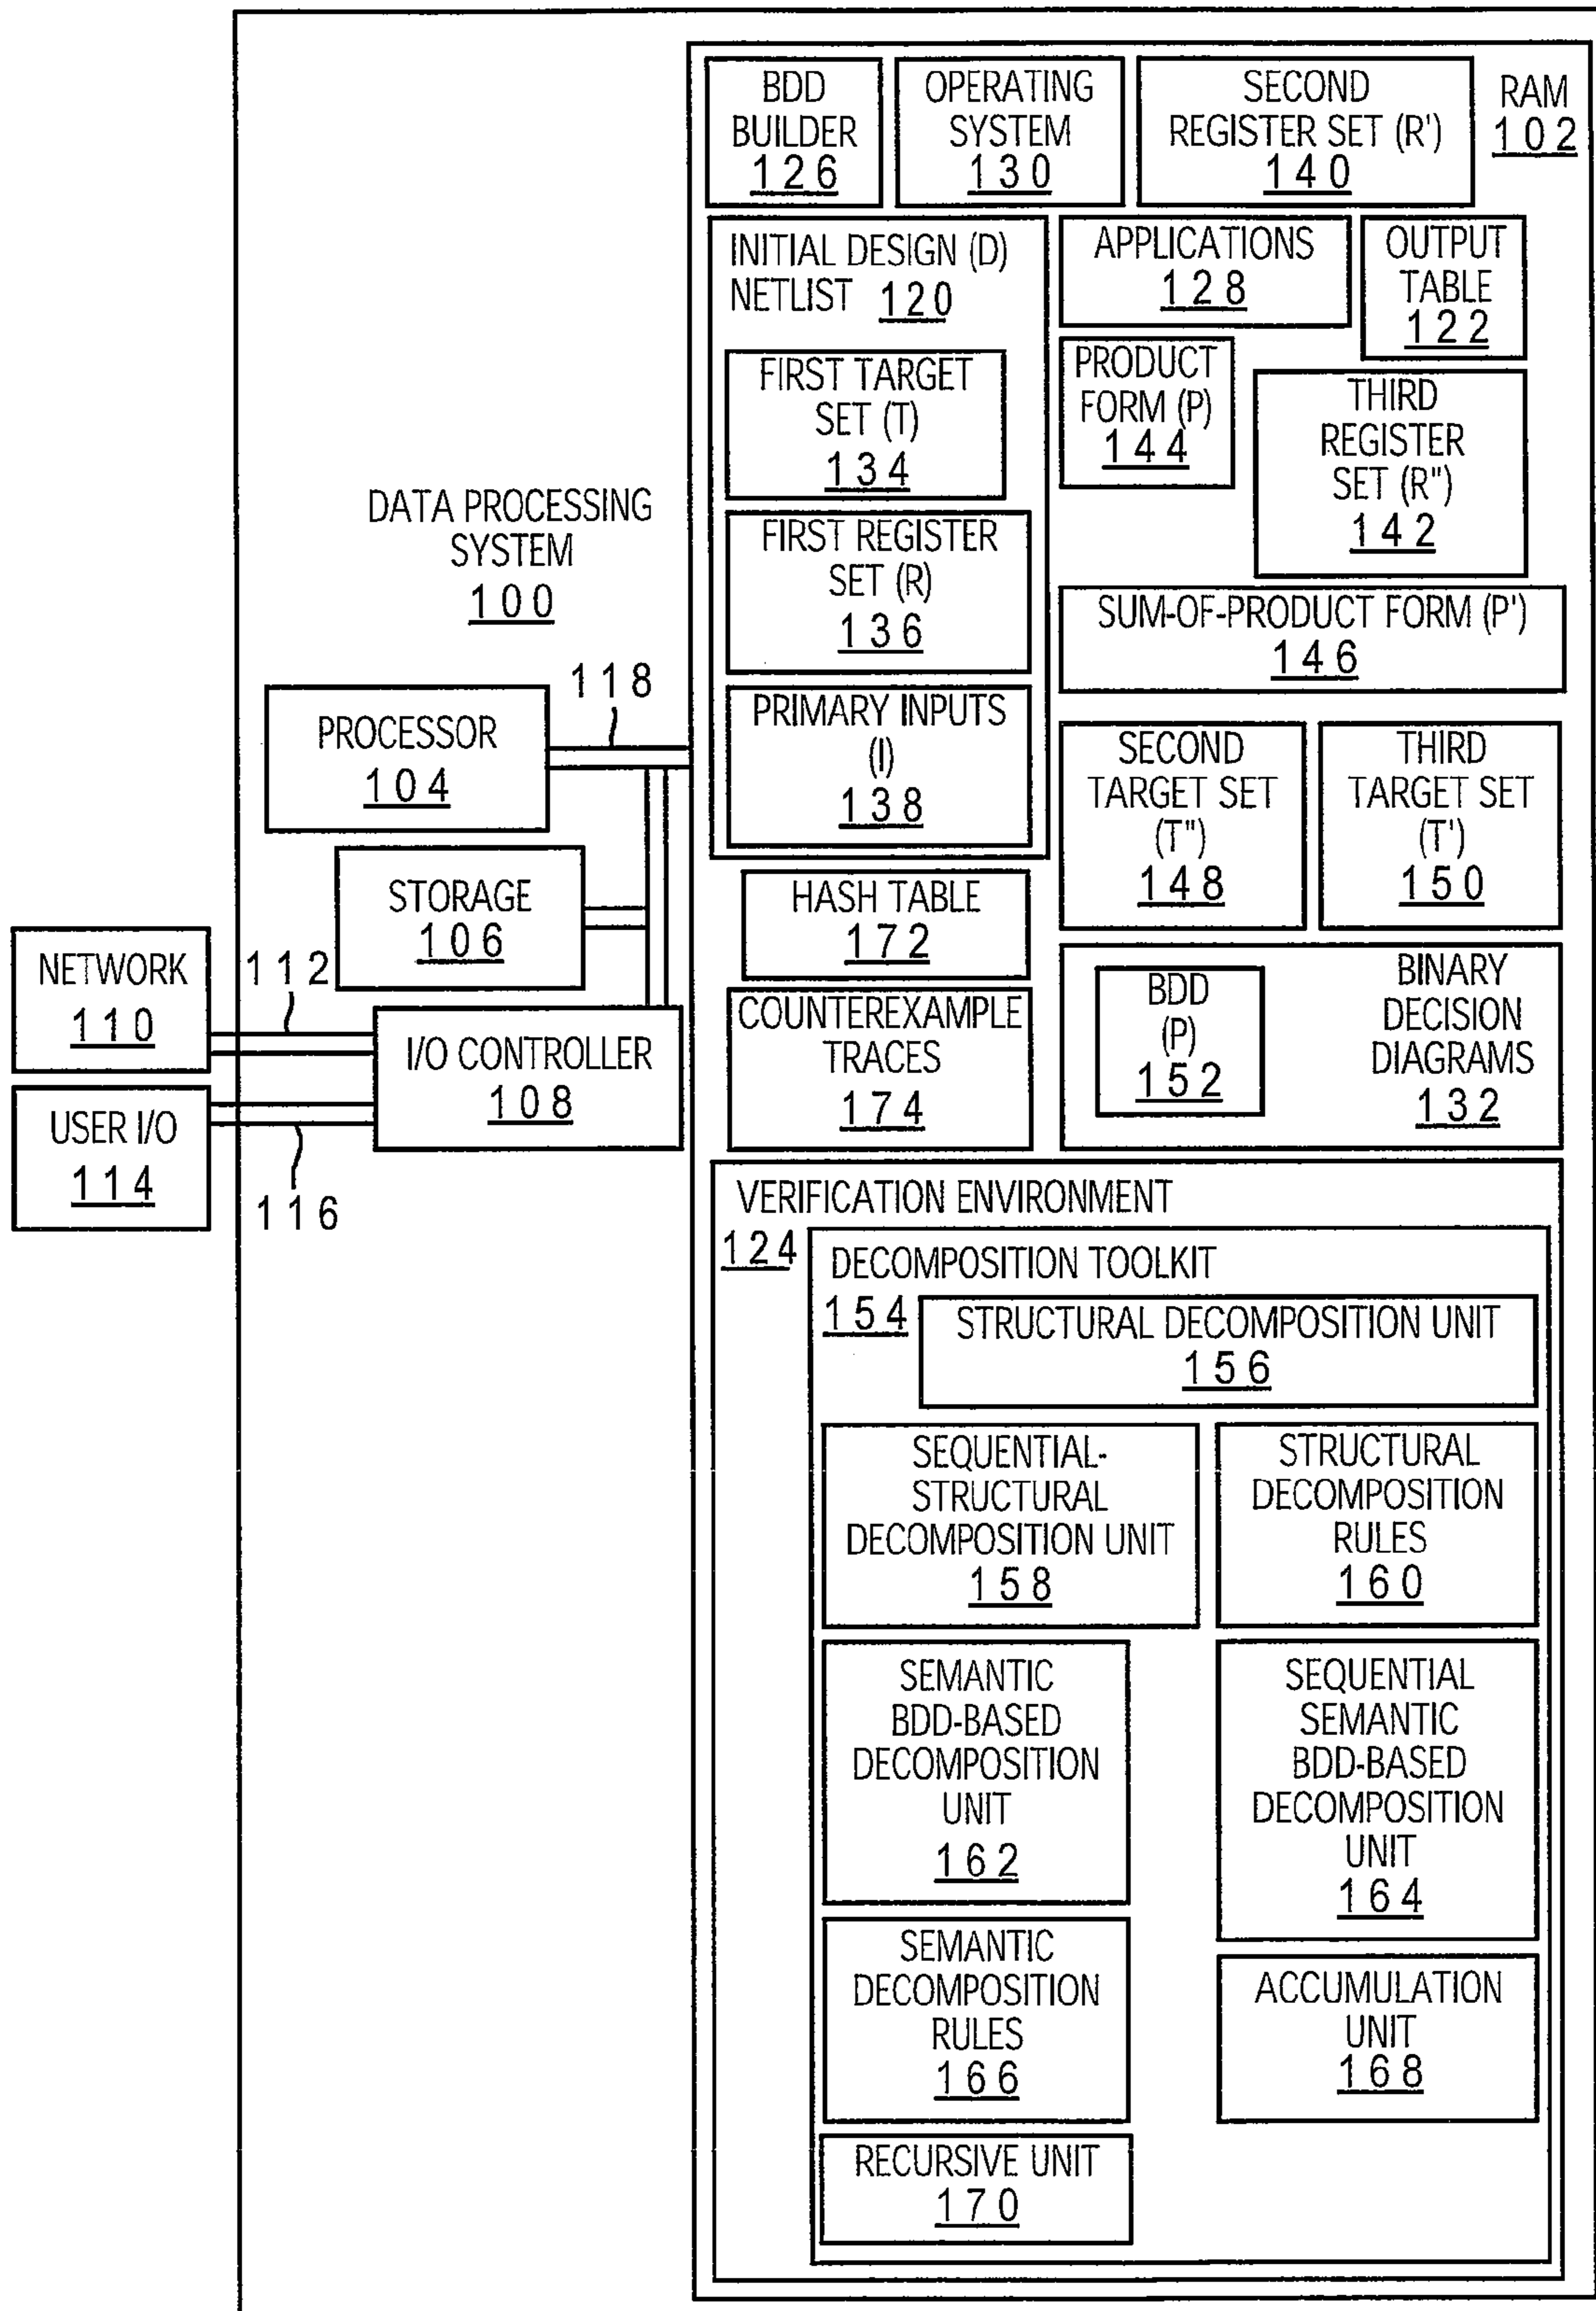 BDD
BUILDER
126
OPERATING
SYSTEM
130
SECOND
REGISTER SET (R')
140
RAM
102
INITIAL DESIGN (D)
NETLIST 120
APPLICATIONS
128
OUTPUT
TABLE
122
FIRST TARGET
SET (T)
134
PRODUCT
FORM (P)
144
THIRD
REGISTER
SET (R")
142
DATA PROCESSING
SYSTEM
100
FIRST REGISTER
SET (R)
136
SUM-OF-PRODUCT FORM (P')
146
118
PROCESSOR
104
PRIMARY INPUTS
(I)
138
SECOND
TARGET SET
(T")
148
THIRD
TARGET SET
(T')
150
STORAGE
106
HASH TABLE
172
NETWORK
110
112
I/O CONTROLLER
108
COUNTEREXAMPLE
TRACES
174
BDD
(P)
152
BINARY
DECISION
DIAGRAMS
132
USER I/O
114
116
VERIFICATION ENVIRONMENT
124
DECOMPOSITION TOOLKIT
154
STRUCTURAL DECOMPOSITION UNIT
156
SEQUENTIAL-
STRUCTURAL
DECOMPOSITION UNIT
158
STRUCTURAL
DECOMPOSITION
RULES
160
SEMANTIC
BDD-BASED
DECOMPOSITION
UNIT
162
SEQUENTIAL
SEMANTIC
BDD-BASED
DECOMPOSITION
UNIT
164
SEMANTIC
DECOMPOSITION
RULES
166
ACCUMULATION
UNIT
168
RECURSIVE UNIT
170